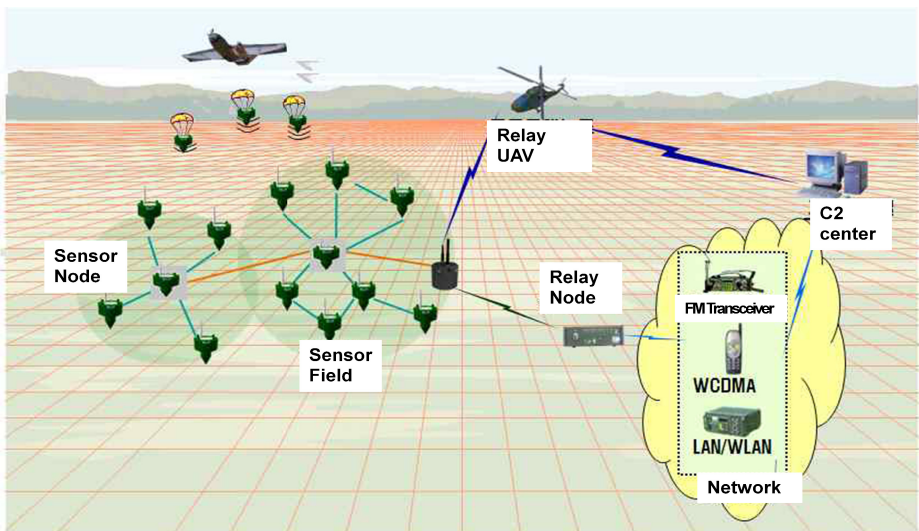 Relay
UAV
C2
center
Sensor
Node
Relay
Node
FM Transceiver
Sensor
Field
WCDMA
LAN/WLAN
Network